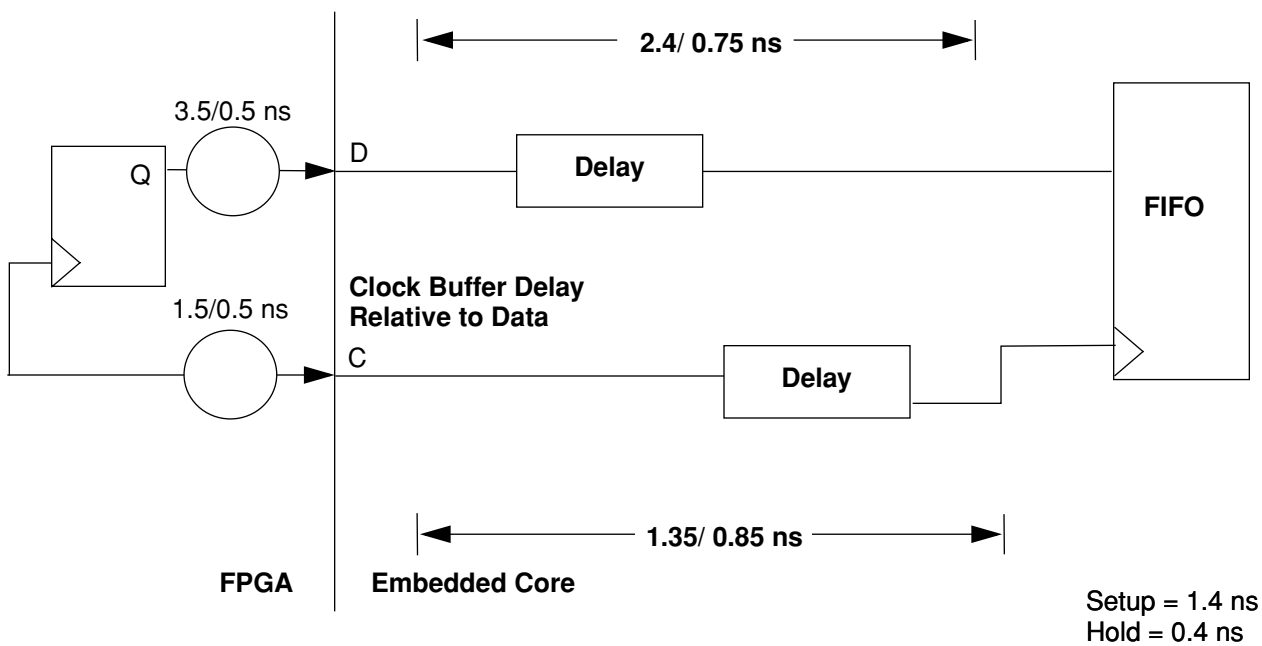 2.4/ 0.75 ns
3.5/0.5 ns
Q
D
Delay
FIFO
Clock Buffer Delay
Relative to Data
1.5/0.5 ns
C
Delay
1.35/ 0.85 ns
FPGA
Embedded Core
Setup = 1.4 ns
Hold = 0.4 ns